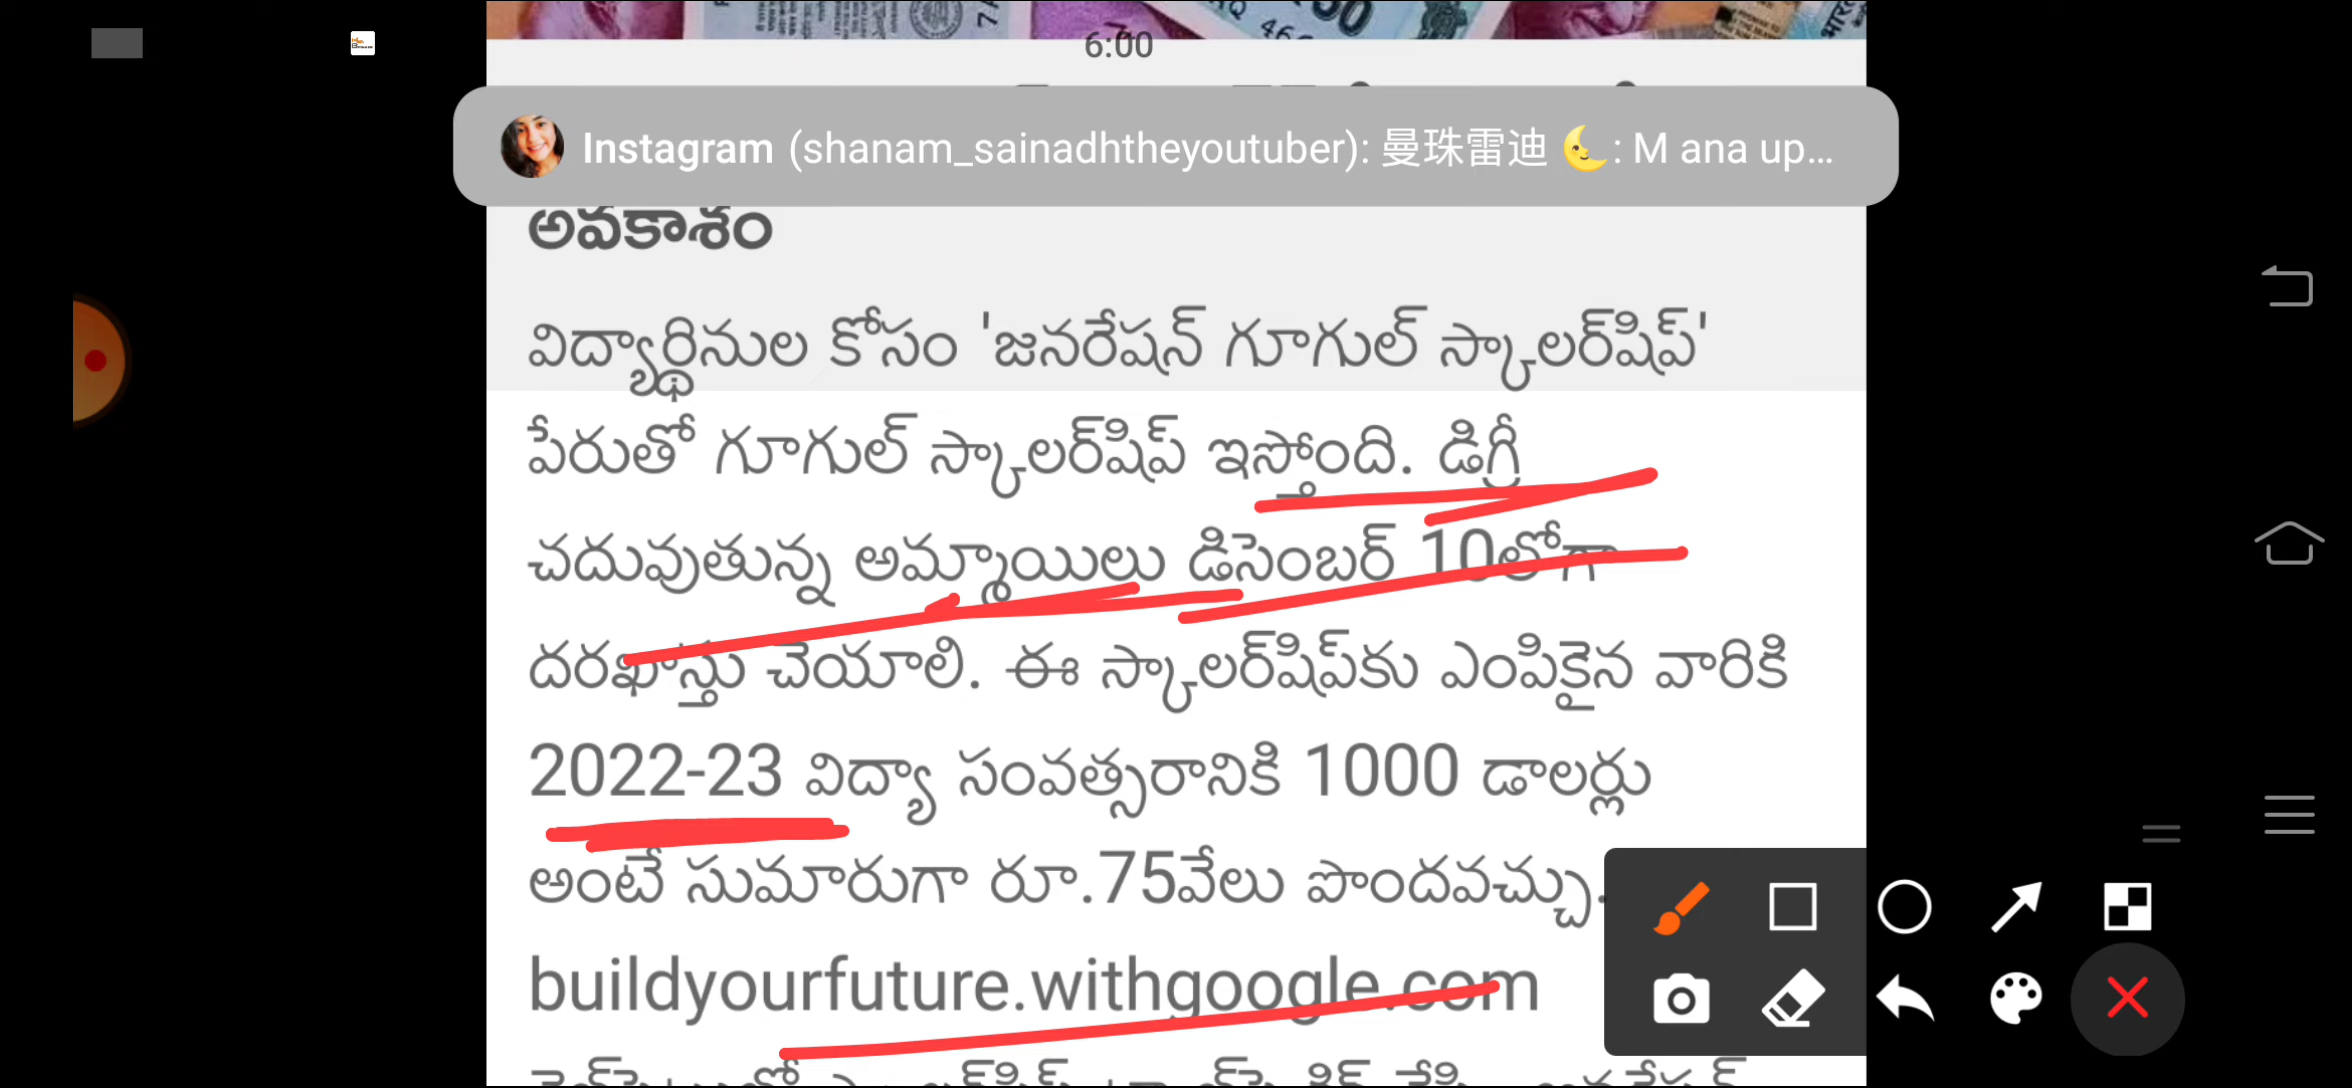 6:00
Instagram (shanam_sainadhtheyoutuber): 曼珠雷迪 🌜: M ana up...
అవకాశం
విద్యార్థినుల కోసం 'జనరేషన్ గూగుల్ స్కాలర్‌షిప్'
పేరుతో గూగుల్ స్కాలర్‌షిప్ ఇస్తోంది. డిగ్రీ
చదువుతున్న అమ్మాయిలు డిసెంబర్ 10లోగా
దరఖాస్తు చేయాలి. ఈ స్కాలర్‌షిప్‌కు ఎంపికైన వారికి
2022-23 విద్యా సంవత్సరానికి 1000 డాలర్లు
అంటే సుమారుగా రూ.75వేలు పొందవచ్చు.
buildyourfuture.withgoogle.com